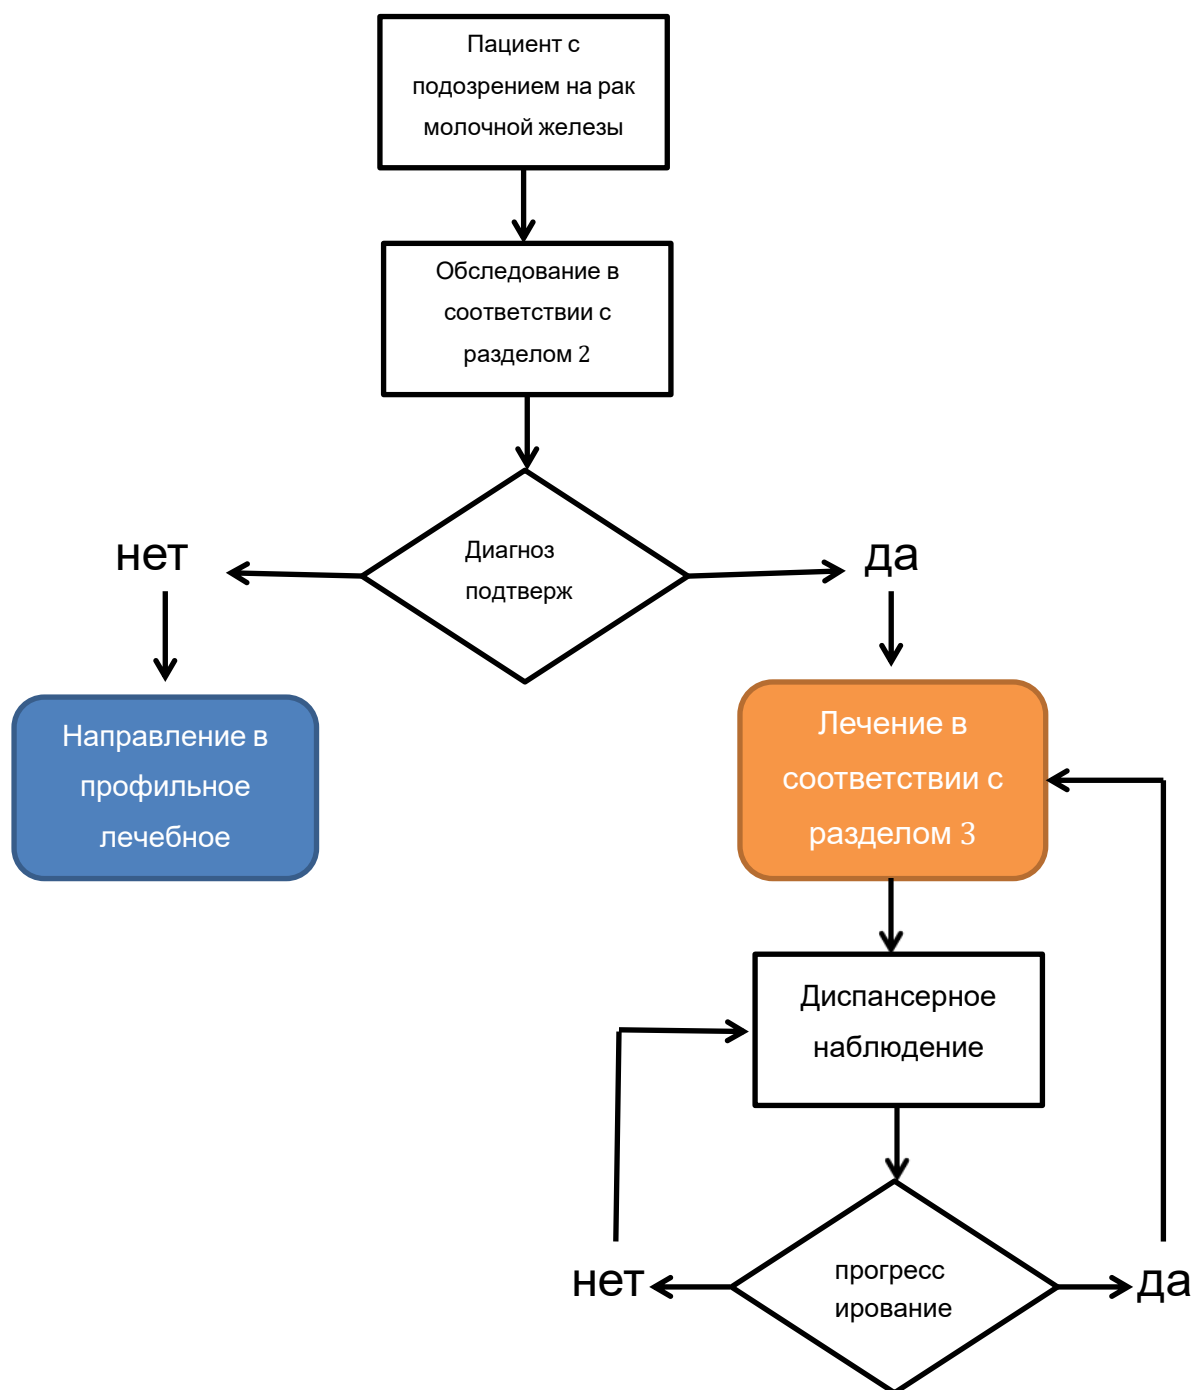 Пациент с
подозрением на рак
молочной железы
Обследование в
соответствии с
разделом 2
Диагноз
подтверж
нет
да
Направление в
профильное
лечебное
Лечение в
соответствии с
разделом 3
Диспансерное
наблюдение
прогресс
ирование
нет
да